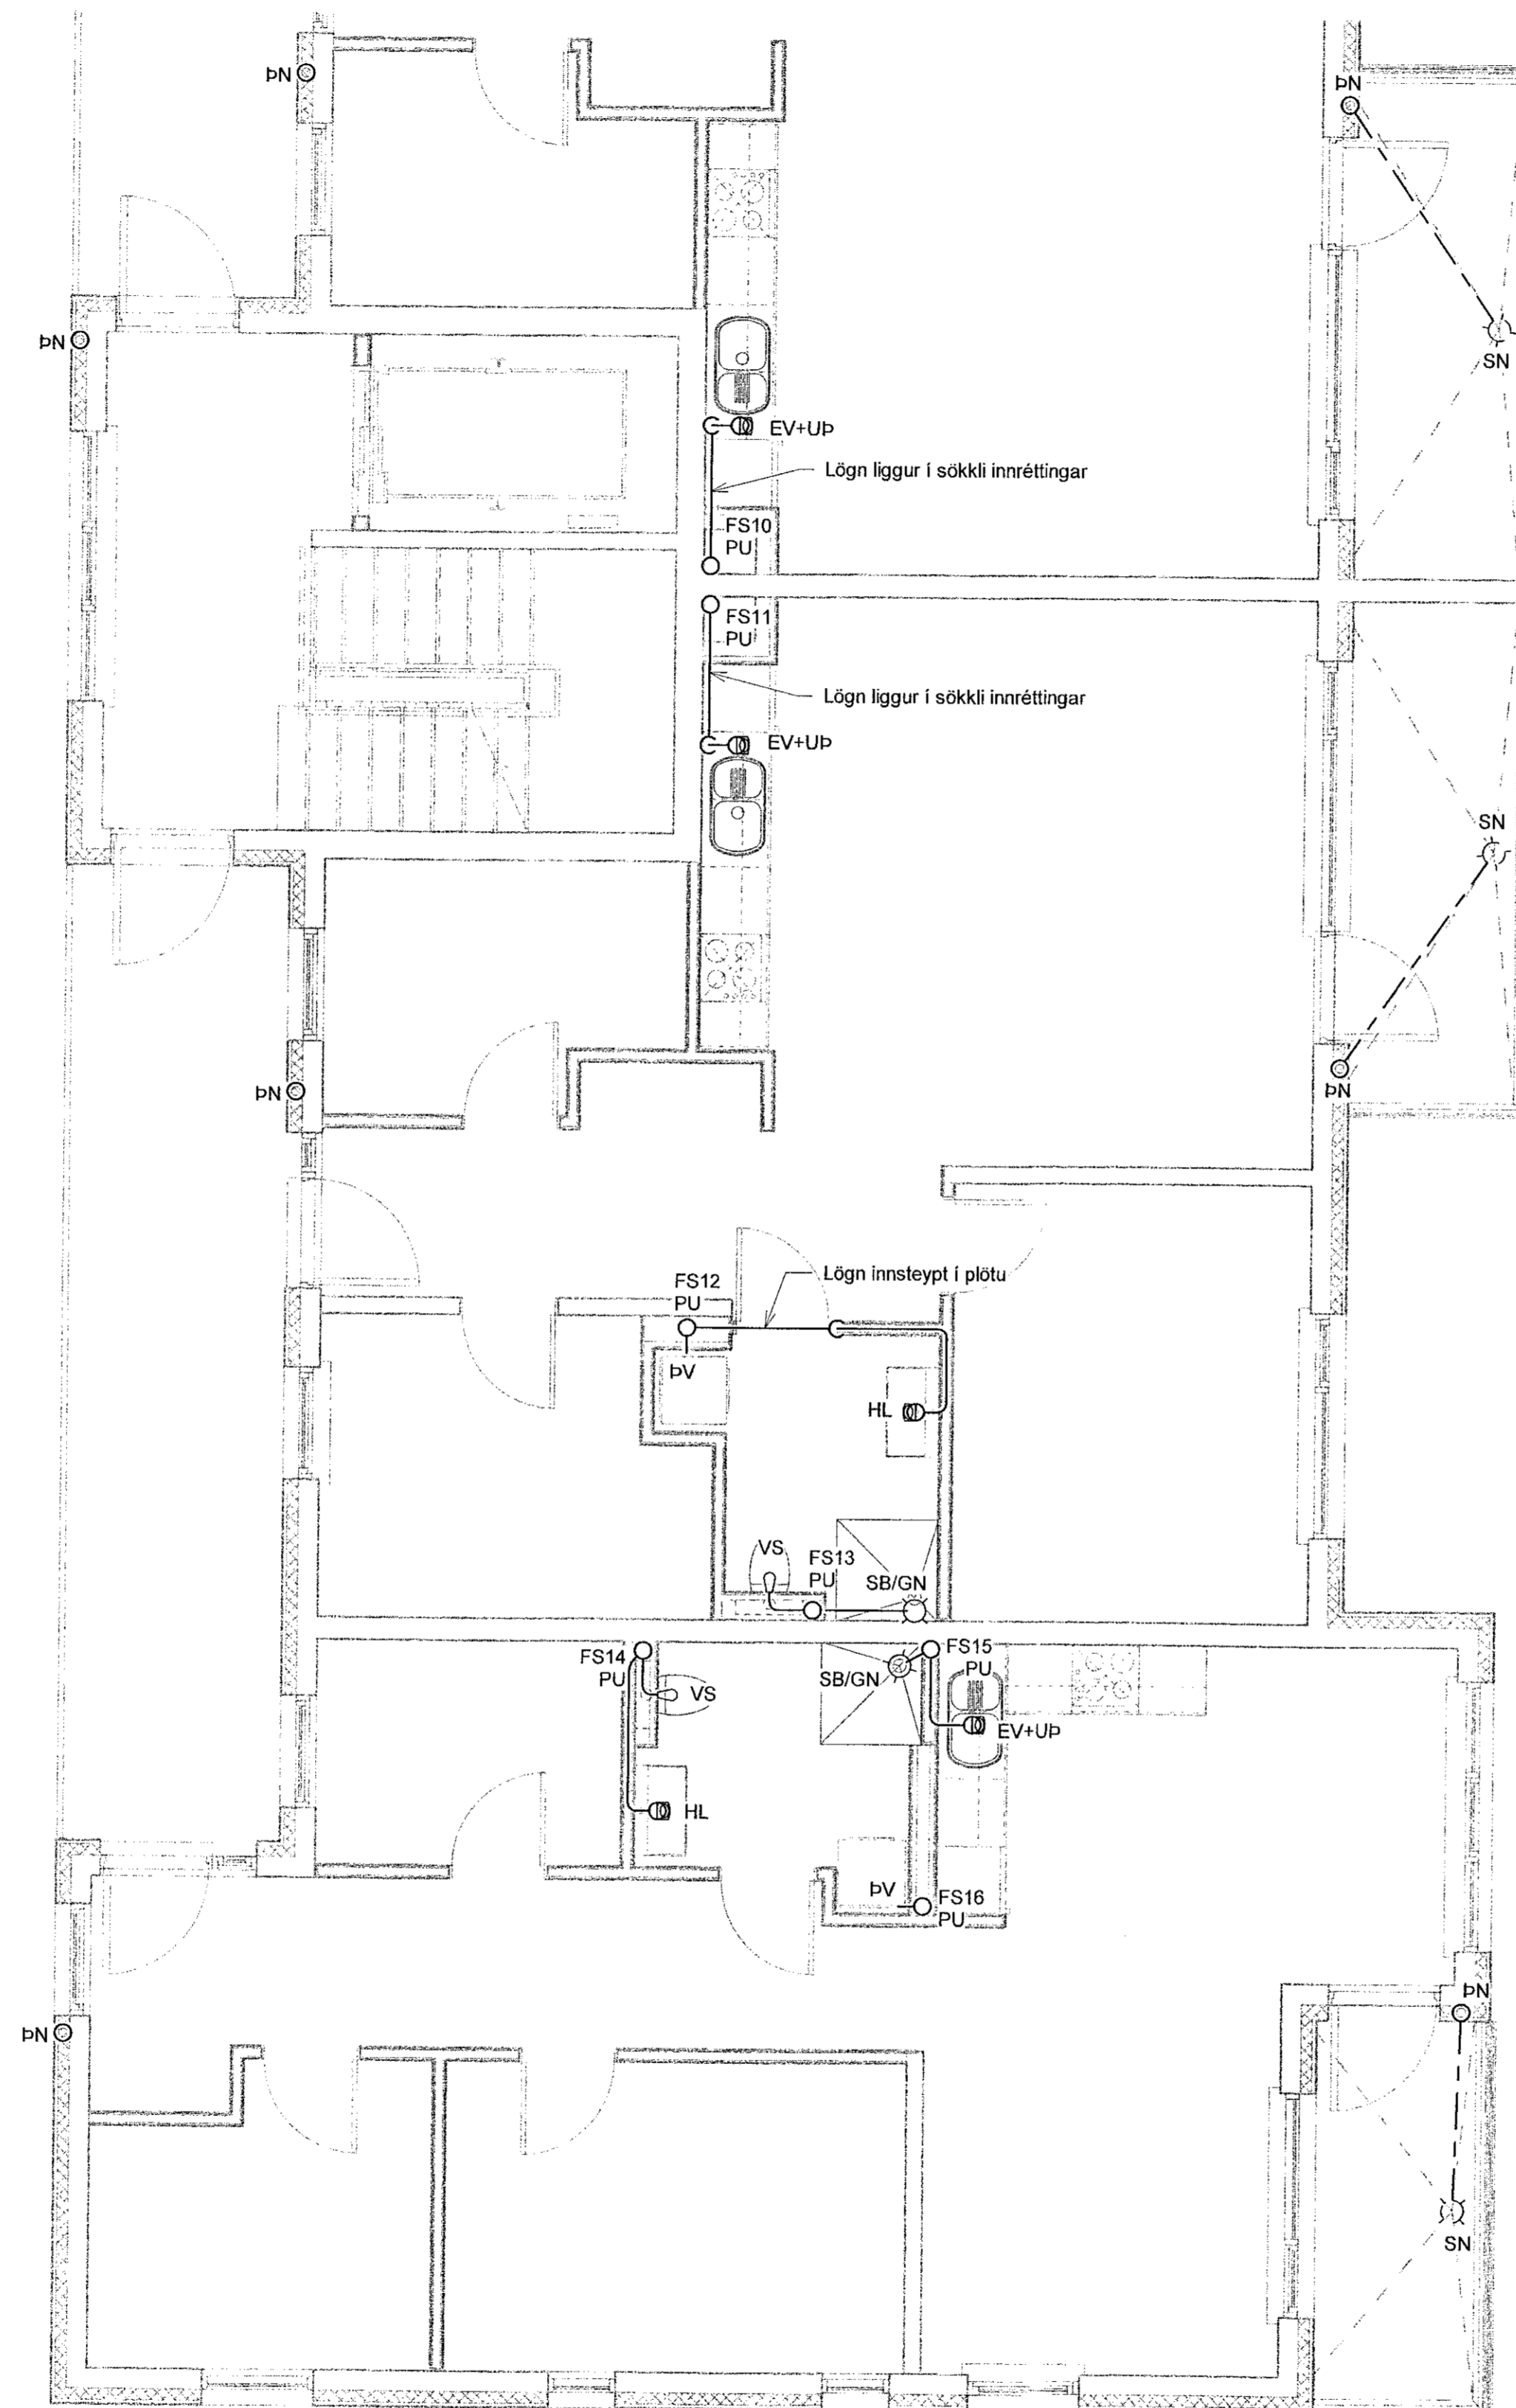 ÞN
ÞN
ÞN
SN
EV+UÞ
Lögn liggur í sökkli innréttingar
FS10
PU
FS11
PU
Lögn liggur í sökkli innréttingar
EV+UÞ
SN
ÞN
ÞN
FS12
PU
Lögn innsteypt í plötu
ÞV
HL
VS
FS13
PU
SB/GN
FS14
PU
VS
SB/GN
FS15
PU
EV+UÞ
HL
ÞV
FS16
PU
ÞN
ÞN
SN